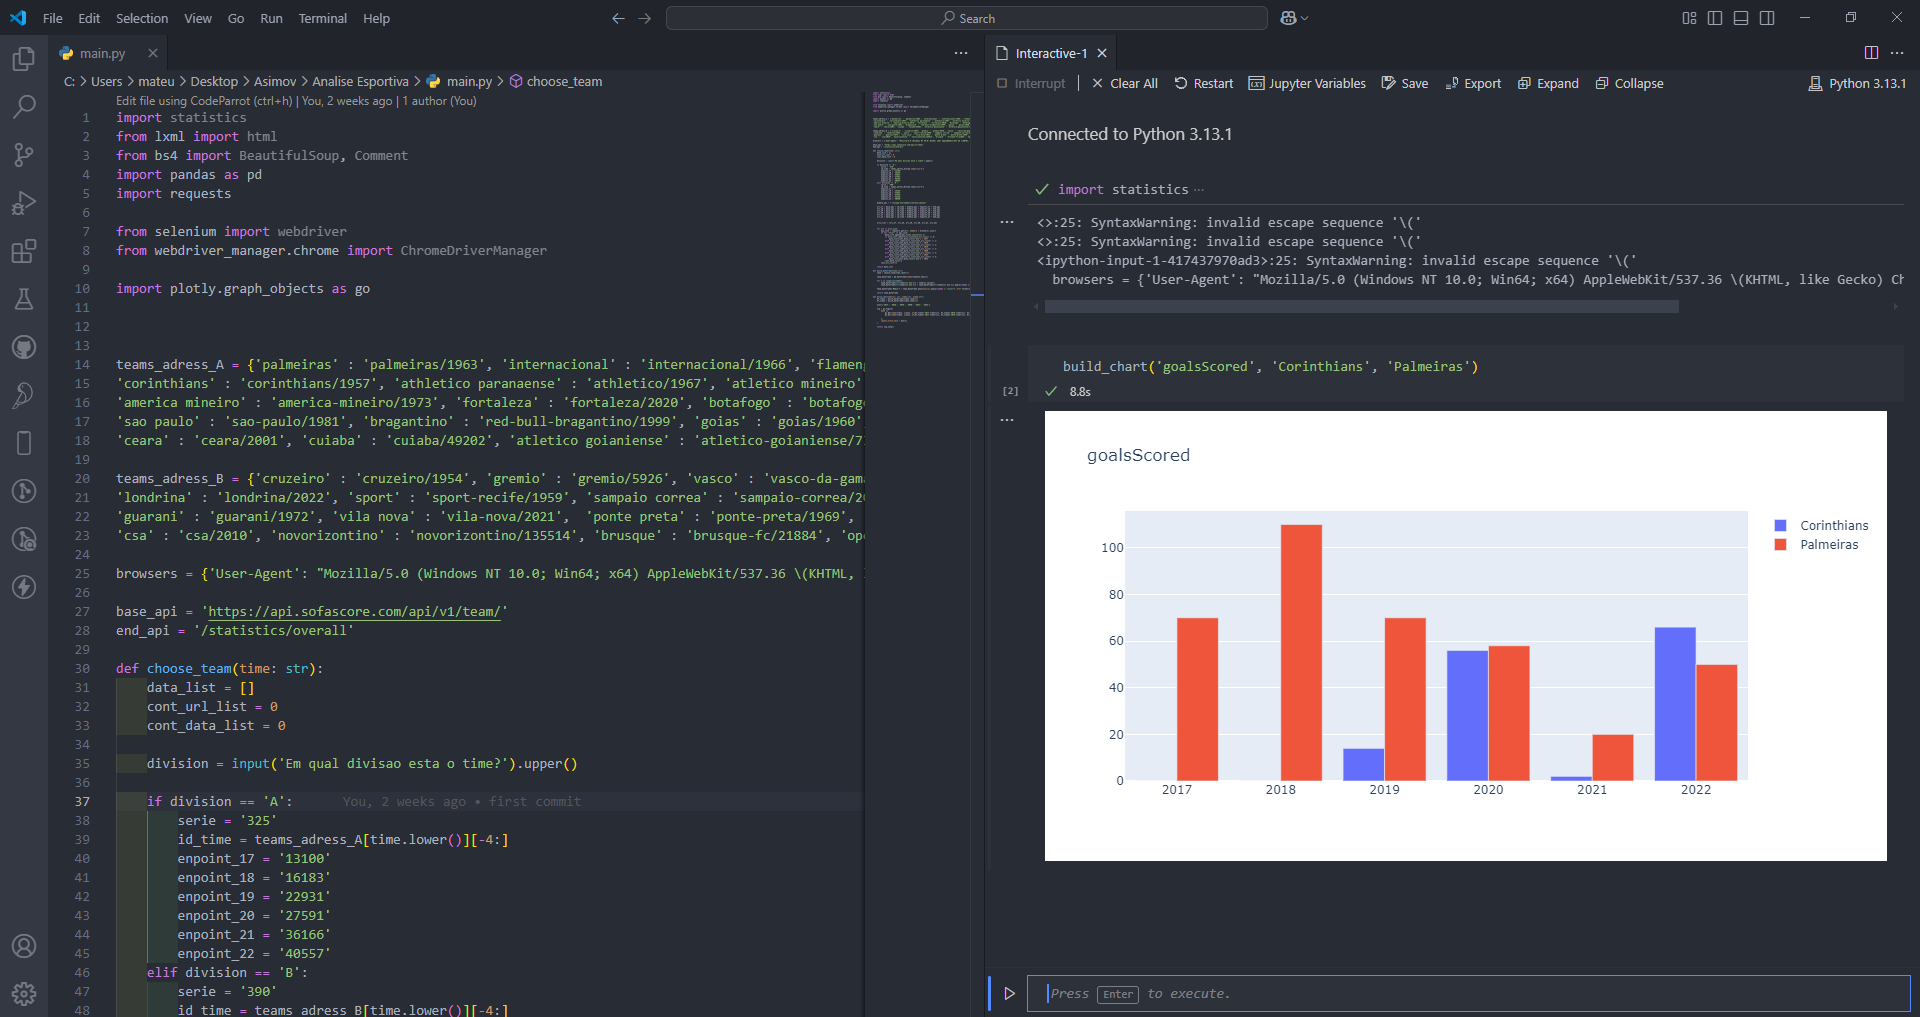 File Edit Selection View Go Run Terminal Help
Search
main.py
C: > Users > mateu > Desktop > Asimov > Analise Esportiva > main.py > choose_team
Edit file using CodeParrot (ctrl+h) | You, 2 weeks ago | 1 author (You)
1 import statistics
2 from lxml import html
3 from bs4 import BeautifulSoup, Comment
4 import pandas as pd
5 import requests
6
7 from selenium import webdriver
8 from webdriver_manager.chrome import ChromeDriverManager
9
10 import plotly.graph_objects as go
11
12
13
14 teams_adress_A = {'palmeiras' : 'palmeiras/1963', 'internacional' : 'internacional/1966', 'flameng
15 'corinthians' : 'corinthians/1957', 'athletico paranaense' : 'athletico/1967', 'atletico mineiro'
16 'america mineiro' : 'america-mineiro/1973', 'fortaleza' : 'fortaleza/2020', 'botafogo' : 'botafogo
17 'sao paulo' : 'sao-paulo/1981', 'bragantino' : 'red-bull-bragantino/1999', 'goias' : 'goias/1960'
18 'ceara' : 'ceara/2001', 'cuiaba' : 'cuiaba/49202', 'atletico goianiense' : 'atletico-goianiense/7
19
20 teams_adress_B = {'cruzeiro' : 'cruzeiro/1954', 'gremio' : 'gremio/5926', 'vasco' : 'vasco-da-gama
21 'londrina' : 'londrina/2022', 'sport' : 'sport-recife/1959', 'sampaio correa' : 'sampaio-correa/20
22 'guarani' : 'guarani/1972', 'vila nova' : 'vila-nova/2021',  'ponte preta' : 'ponte-preta/1969',
23 'csa' : 'csa/2010', 'novorizontino' : 'novorizontino/135514', 'brusque' : 'brusque-fc/21884', 'ope
24
25 browsers = {'User-Agent': "Mozilla/5.0 (Windows NT 10.0; Win64; x64) AppleWebKit/537.36 \(KHTML,
26
27 base_api = 'https://api.sofascore.com/api/v1/team/'
28 end_api = '/statistics/overall'
29
30 def choose_team(time: str):
31 data_list = []
32 cont_url_list = 0
33 cont_data_list = 0
34
35 division = input('Em qual divisao esta o time?').upper()
36
37 if division == 'A': You, 2 weeks ago • first commit
38 serie = '325'
39 id_time = teams_adress_A[time.lower()][-4:]
40 enpoint_17 = '13100'
41 enpoint_18 = '16183'
42 enpoint_19 = '22931'
43 enpoint_20 = '27591'
44 enpoint_21 = '36166'
45 enpoint_22 = '40557'
46 elif division == 'B':
47 serie = '390'
48 id_time = teams_adress_B[time.lower()][-4:]
Interactive-1
Interrupt | Clear All Restart Jupyter Variables Save Export Expand Collapse Python 3.13.1
Connected to Python 3.13.1
import statistics ...
<>:25: SyntaxWarning: invalid escape sequence '\('
<>:25: SyntaxWarning: invalid escape sequence '\('
<ipython-input-1-417437970ad3>:25: SyntaxWarning: invalid escape sequence '\('
browsers = {'User-Agent': "Mozilla/5.0 (Windows NT 10.0; Win64; x64) AppleWebKit/537.36 \(KHTML, like Gecko) Ch
build_chart('goalsScored', 'Corinthians', 'Palmeiras')
[2] 8.8s
goalsScored
Corinthians
Palmeiras
100
80
60
40
20
0
2017 2018 2019 2020 2021 2022
Press Enter to execute.